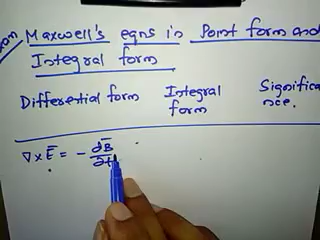 Maxwell's eqns in Point form and
Integral form
Differential form Integral form Significance.
∇ × E̅ = - ∂B̅/∂t